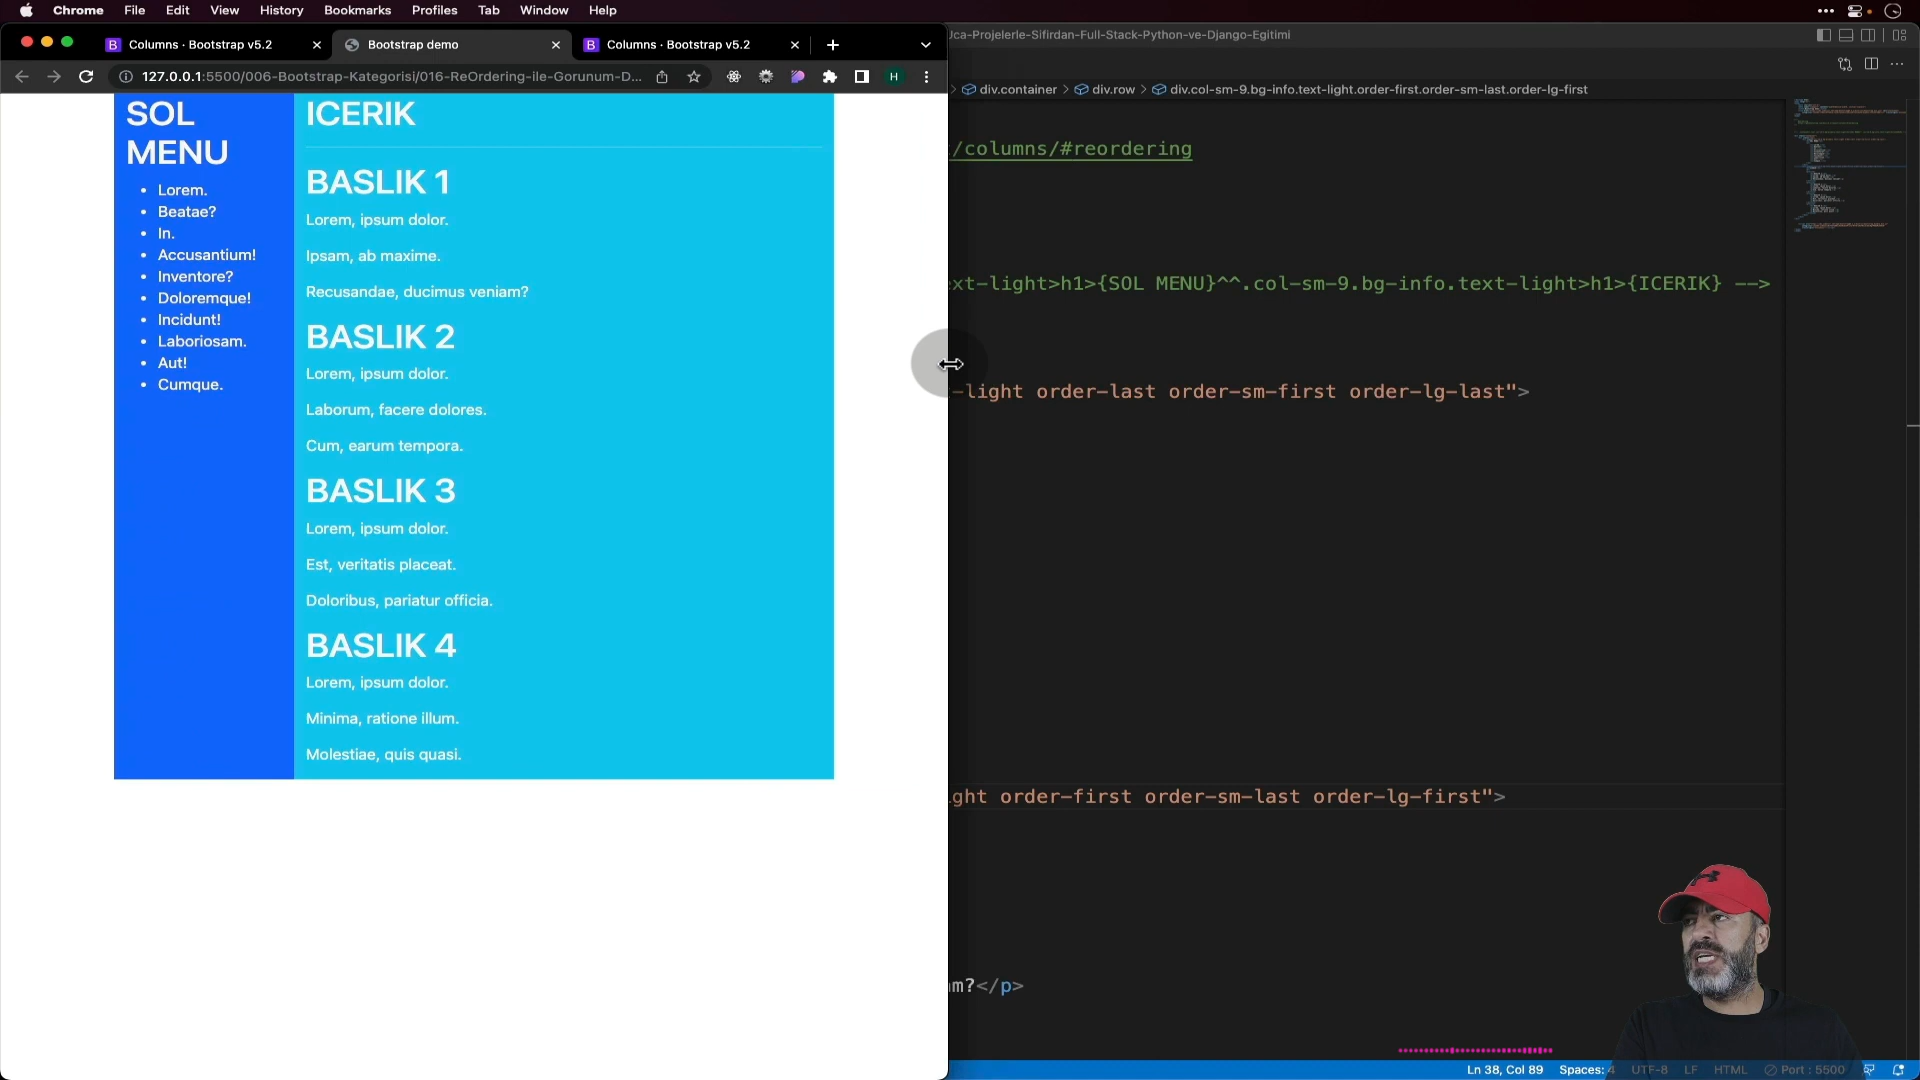 Chrome File Edit View History Bookmarks Profiles Tab Window Help
Columns · Bootstrap v5.2
Bootstrap demo
Columns · Bootstrap v5.2
127.0.0.1:5500/006-Bootstrap-Kategorisi/016-ReOrdering-ile-Gorunum-D...
H
SOL
MENU
Lorem.
Beatae?
In.
Accusantium!
Inventore?
Doloremque!
Incidunt!
Laboriosam.
Aut!
Cumque.
ICERIK
BASLIK 1
Lorem, ipsum dolor.
Ipsam, ab maxime.
Recusandae, ducimus veniam?
BASLIK 2
Lorem, ipsum dolor.
Laborum, facere dolores.
Cum, earum tempora.
BASLIK 3
Lorem, ipsum dolor.
Est, veritatis placeat.
Doloribus, pariatur officia.
BASLIK 4
Lorem, ipsum dolor.
Minima, ratione illum.
Molestiae, quis quasi.
Uca-Projelerle-Sifirdan-Full-Stack-Python-ve-Django-Egitimi
div.container > div.row > div.col-sm-9.bg-info.text-light.order-first.order-sm-last.order-lg-first
/columns/#reordering
xt-light>h1>{SOL MENU}^^.col-sm-9.bg-info.text-light>h1>{ICERIK} -->
-light order-last order-sm-first order-lg-last">
ght order-first order-sm-last order-lg-first">
m?</p>
Ln 38, Col 89 Spaces: 4 UTF-8 LF HTML Port : 5500